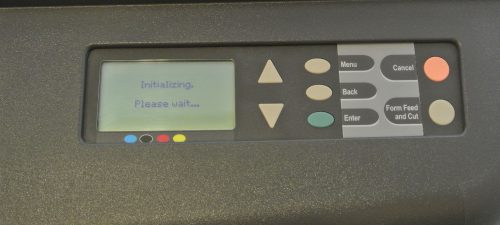 Initializing.
Please wait...
Menu
Cancel
Back
Form Feed
and Cut
Enter